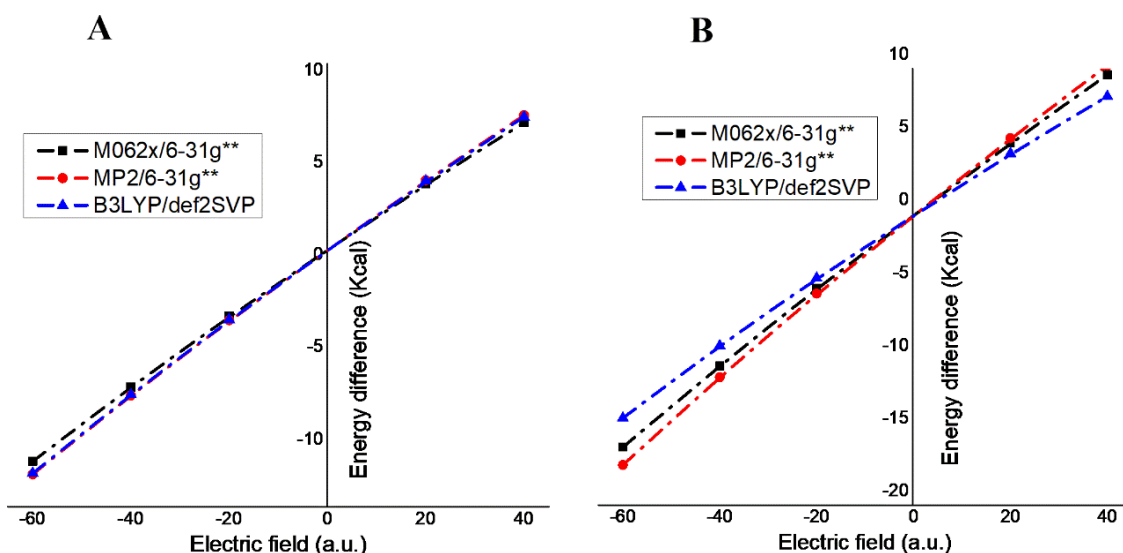 A
10
5
0
-5
-10
M062x/6-31g**
MP2/6-31g**
B3LYP/def2SVP
Energy difference (Kcal)
-60 -40 -20 0 20 40
Electric field (a.u.)
B
10
5
0
-5
-10
-15
-20
M062x/6-31g**
MP2/6-31g**
B3LYP/def2SVP
Energy difference (Kcal)
-60 -40 -20 0 20 40
Electric field (a.u.)